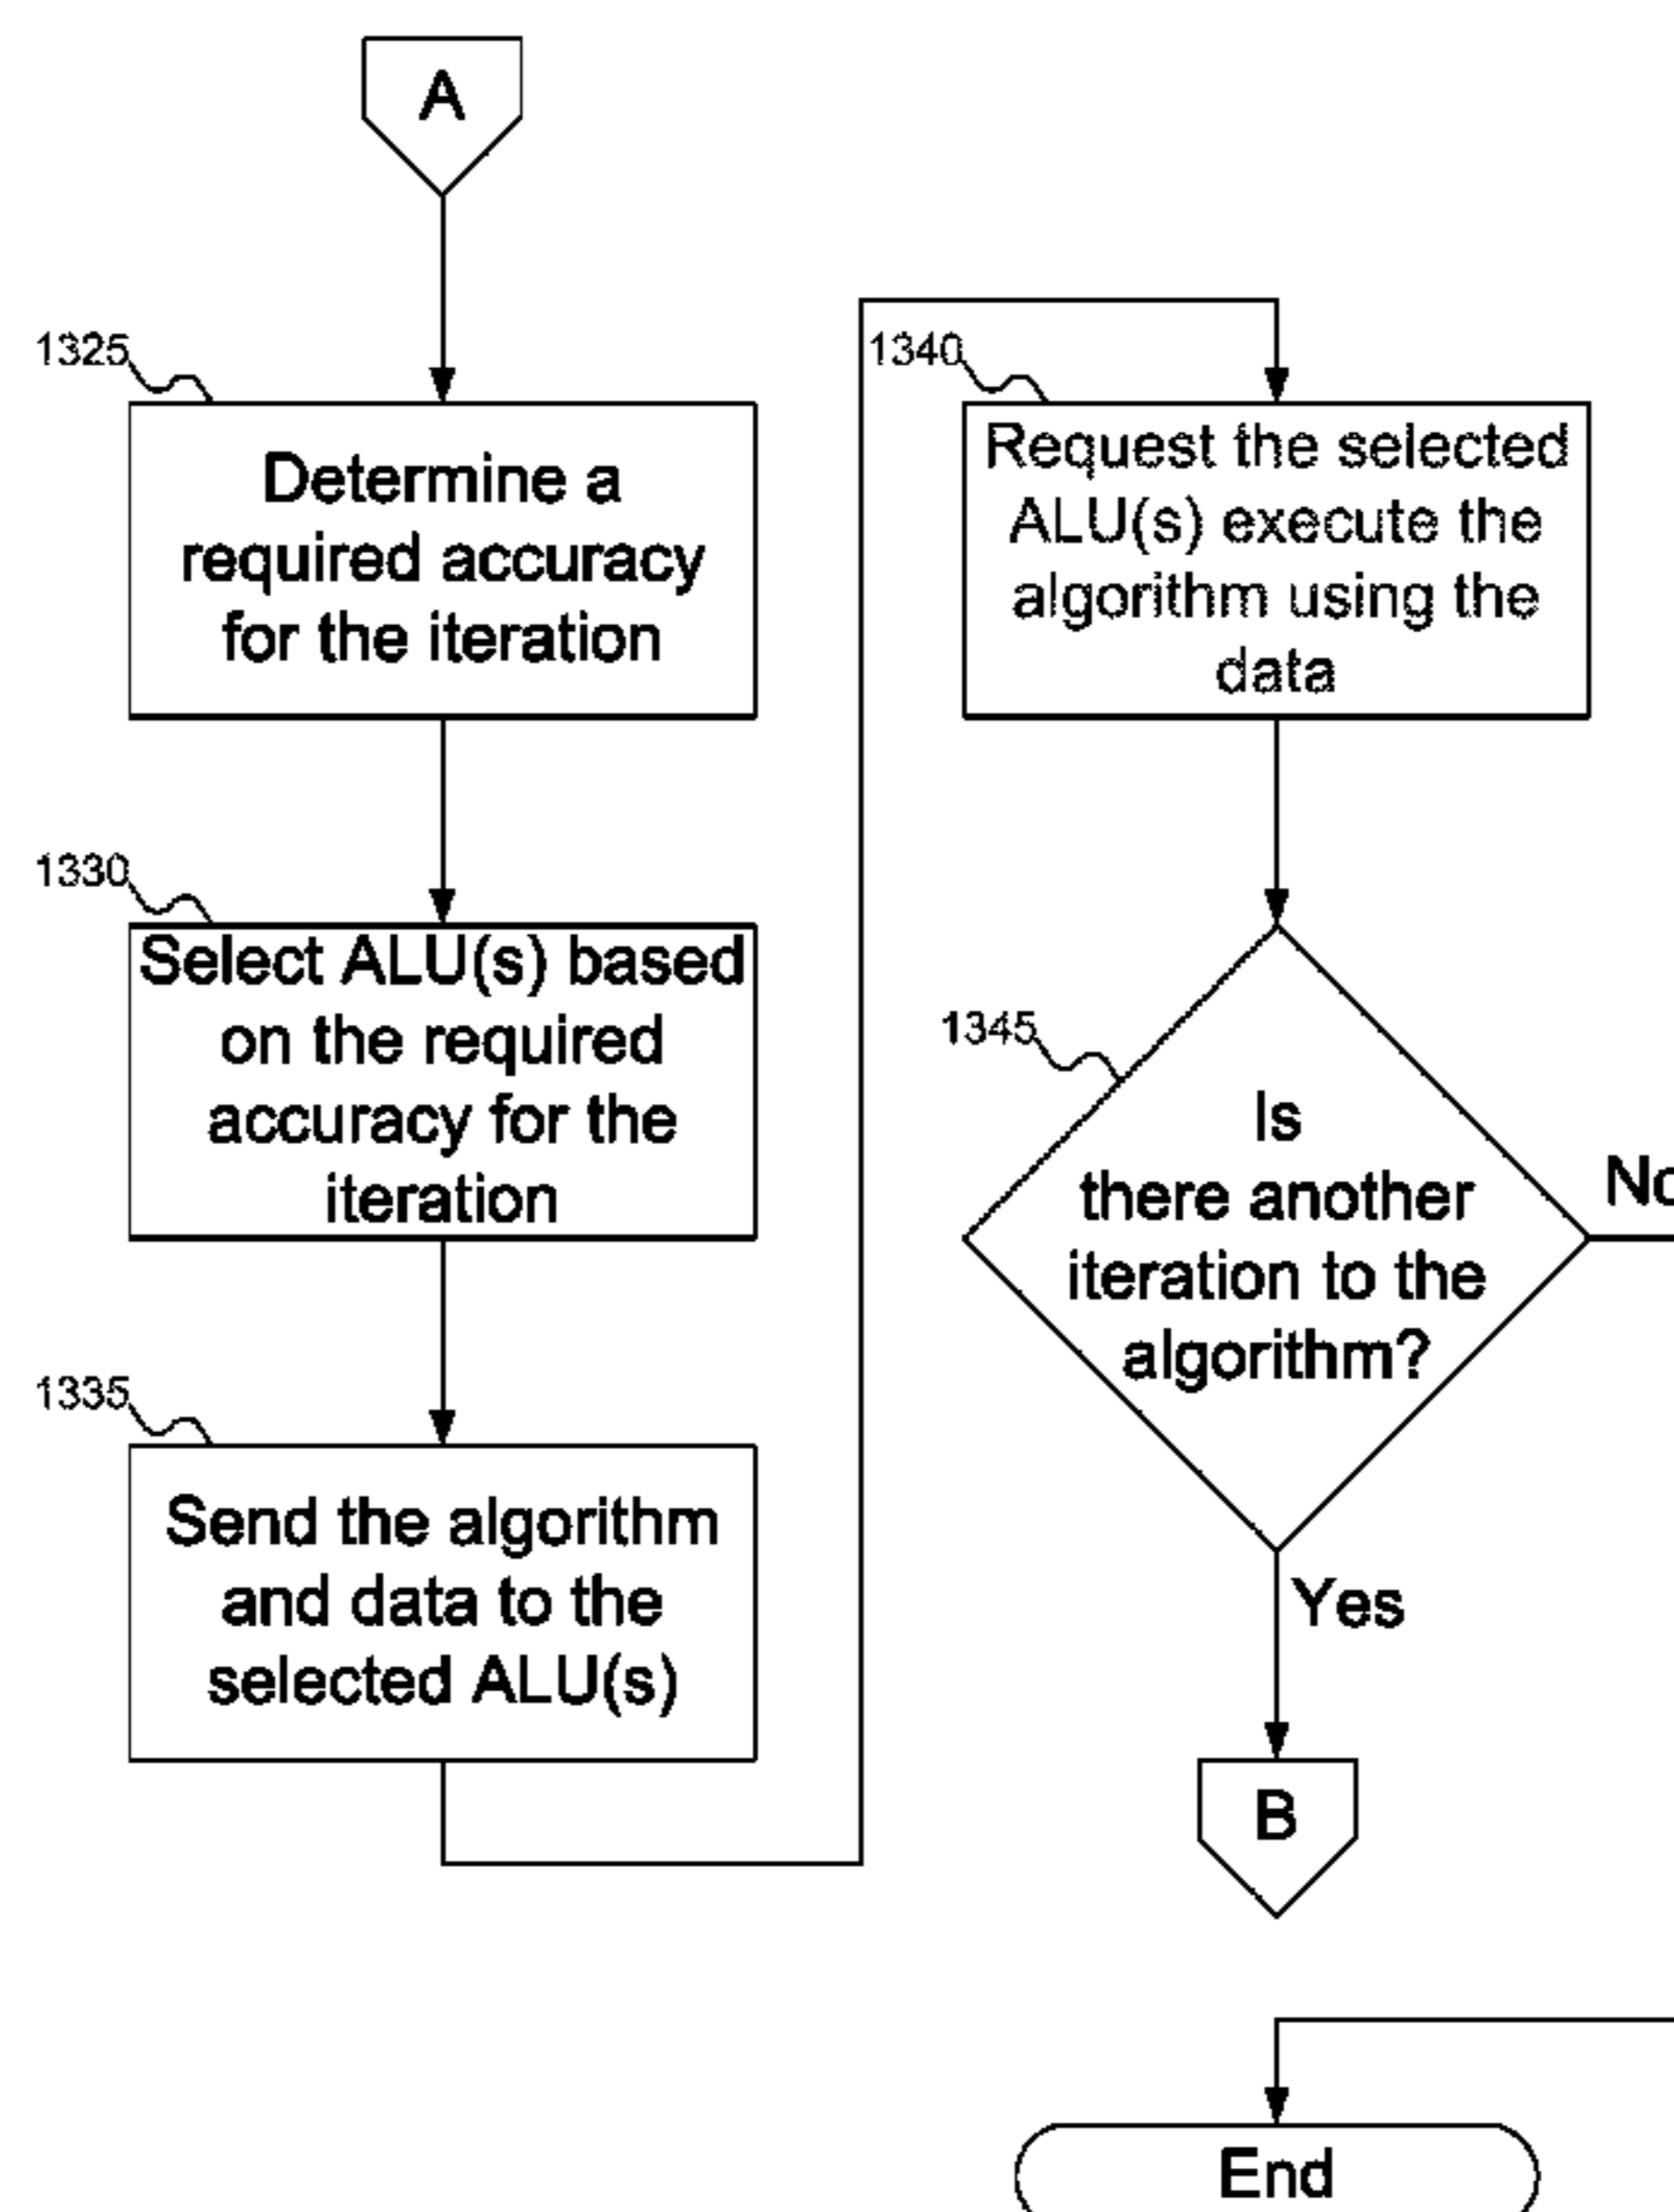 A
1325
Determine a
required accuracy
for the iteration
1330
Select ALU(s) based
on the required
accuracy for the
iteration
1335
Send the algorithm
and data to the
selected ALU(s)
1340
Request the selected
ALU(s) execute the
algorithm using the
data
1345
Is
there another
iteration to the
algorithm?
No
Yes
B
End